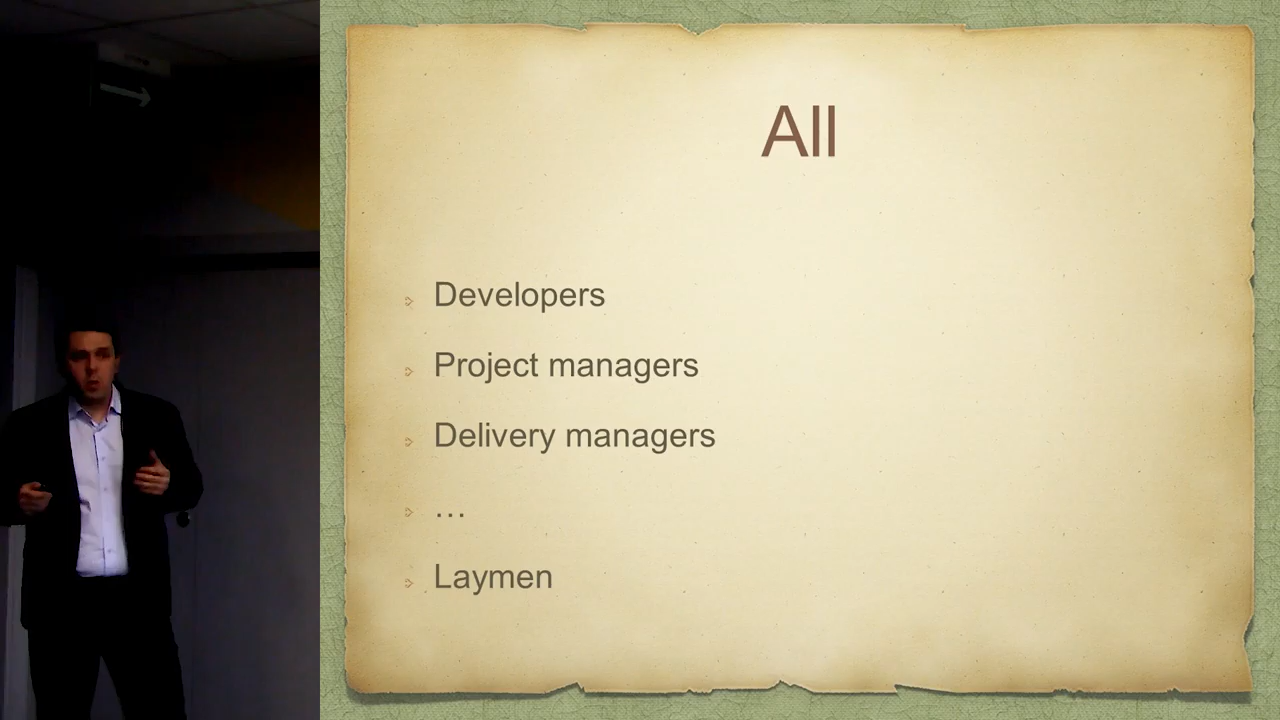 All
Developers
Project managers
Delivery managers
…
Laymen